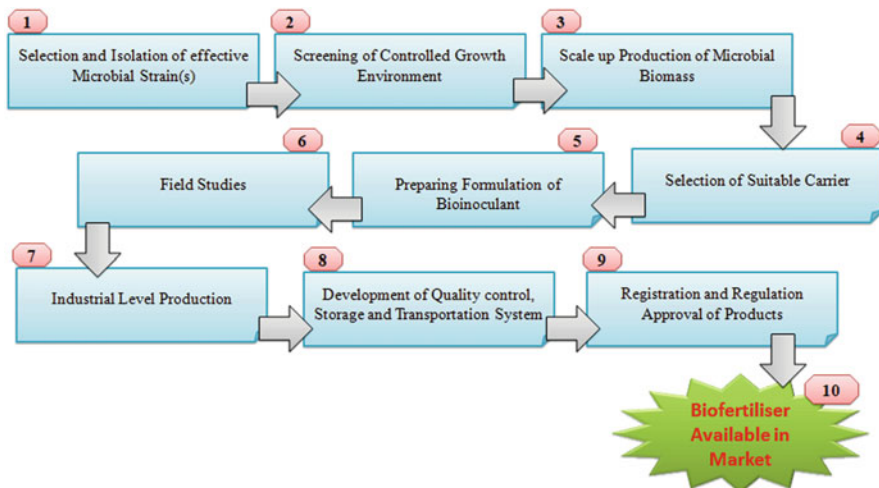 1
Selection and Isolation of effective
Microbial Strain(s)
2
Screening of Controlled Growth
Environment
3
Scale up Production of Microbial
Biomass
4
Selection of Suitable Carrier
5
Preparing Formulation of
Bioinoculant
6
Field Studies
7
Industrial Level Production
8
Development of Quality control,
Storage and Transportation System
9
Registration and Regulation
Approval of Products
10
Biofertiliser
Available in
Market